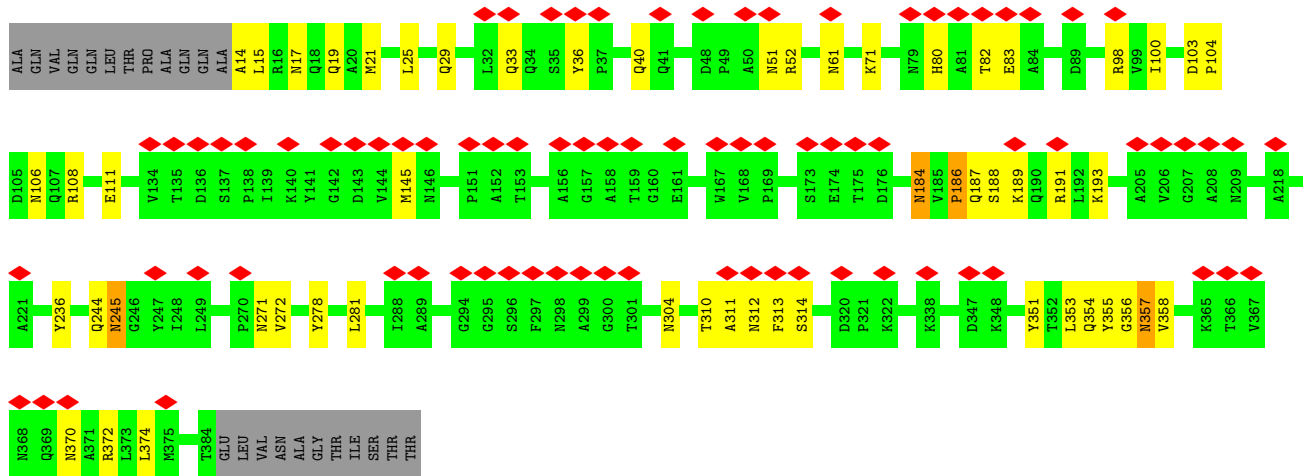 ALA GLN VAL GLN GLN LEU THR PRO ALA GLN GLN ALA A14 L15 R16 N17 Q18 Q19 A20 M21 L25 Q29 L32 Q33 Q34 S35 Y36 P37 Q40 Q41 D48 P49 A50 N51 R52 N61 K71 N79 H80 A81 T82 E83 A84 D89 R98 V99 I100 D103 P104
D105 N106 Q107 R108 E111 V134 T135 D136 S137 P138 I139 K140 Y141 G142 D143 V144 M145 N146 P151 A152 T153 A156 G157 A158 T159 G160 E161 W167 V168 P169 S173 E174 T175 D176 N184 V185 P186 Q187 S188 K189 Q190 R191 L192 K193 A205 V206 G207 A208 N209 A218
A221 Y236 Q244 N245 G246 Y247 I248 L249 P270 N271 V272 Y278 L281 I288 A289 G294 G295 S296 F297 N298 A299 G300 T301 N304 T310 A311 N312 F313 S314 D320 P321 K322 K338 D347 K348 Y351 T352 L353 Q354 Y355 G356 N357 V358 K365 T366 V367
N368 Q369 N370 A371 R372 L373 L374 M375 T384 GLU LEU VAL ASN ALA GLY THR ILE SER THR THR